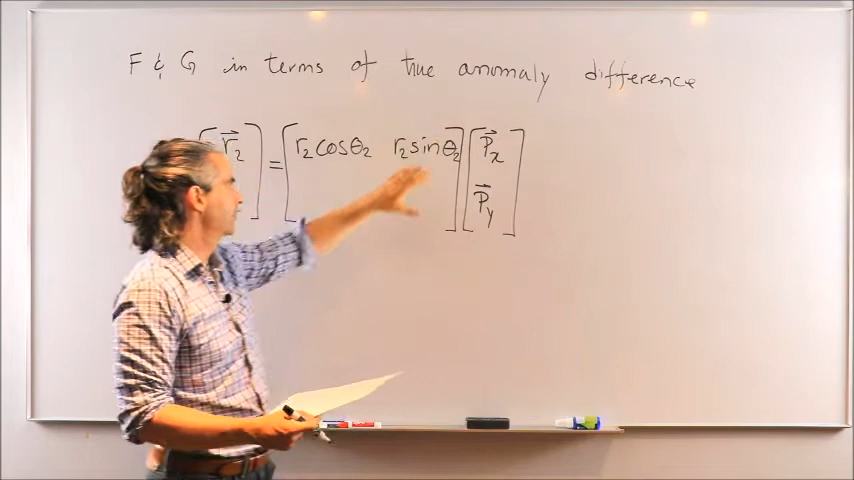 F & G in terms of true anomaly difference
[r⃗₂] = [r₂cosθ₂ r₂sinθ₂] [P⃗ₓ
P⃗ᵧ]